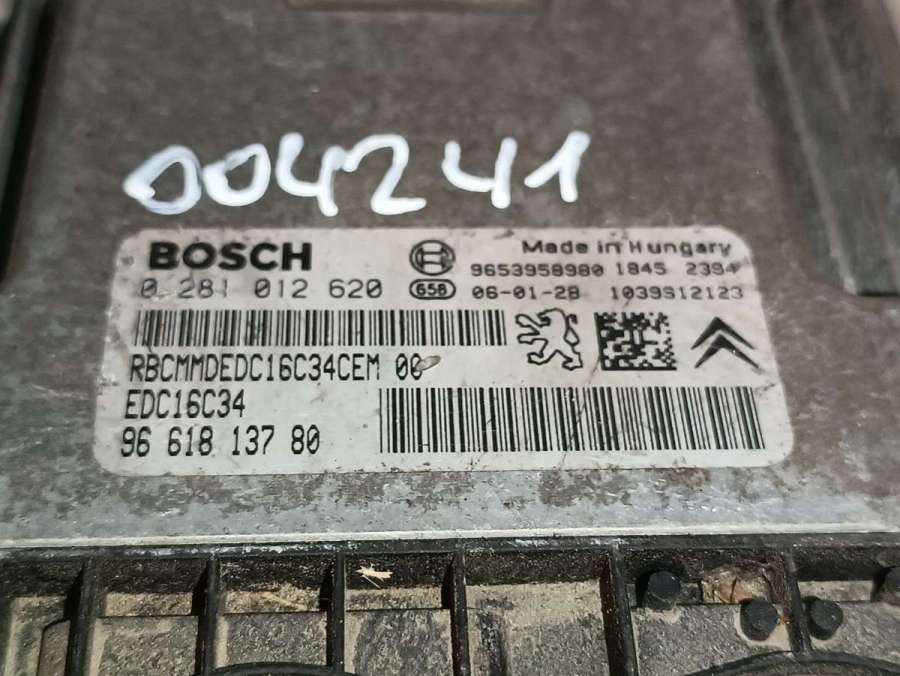 004241
BOSCH
Made in Hungary
9653958980 1845 2394
0 281 012 620
656
06-01-28 1039S12123
RBCMMDEDC16C34CEM 00
EDC16C34
96 618 137 80